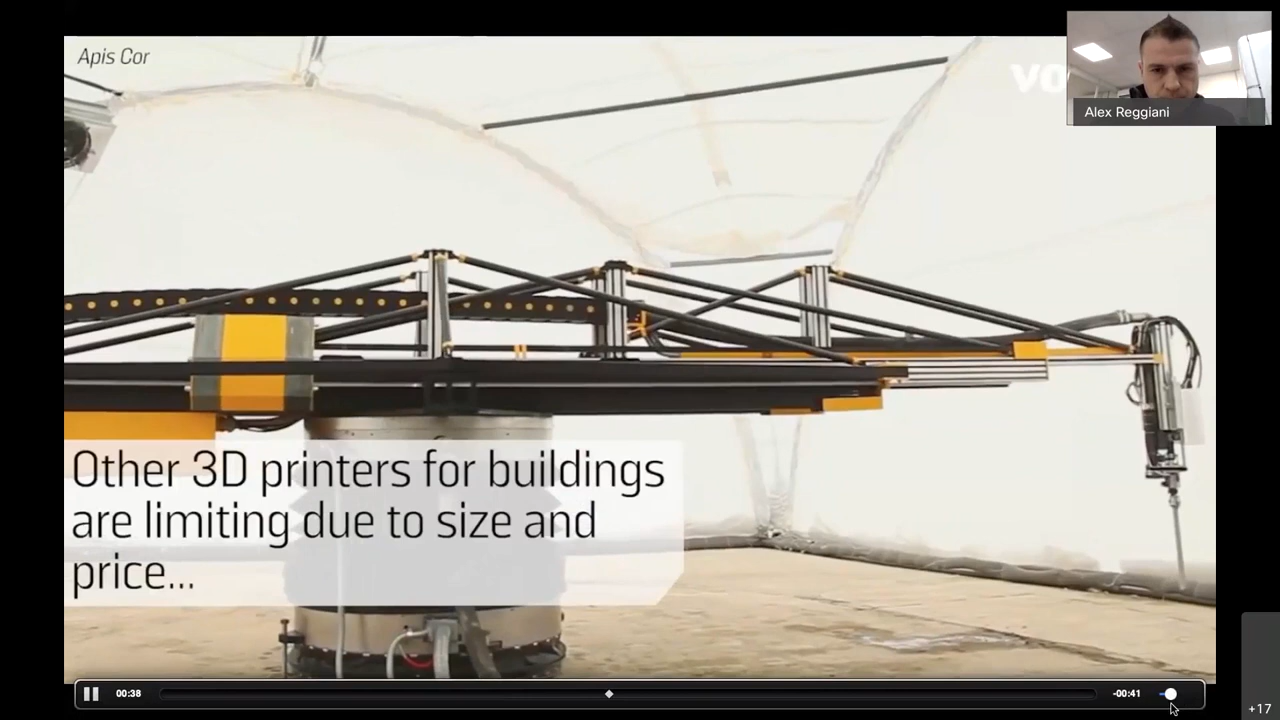 Apis Cor
VO
Alex Reggiani
Other 3D printers for buildings
are limiting due to size and
price...
00:38
-00:41
+17